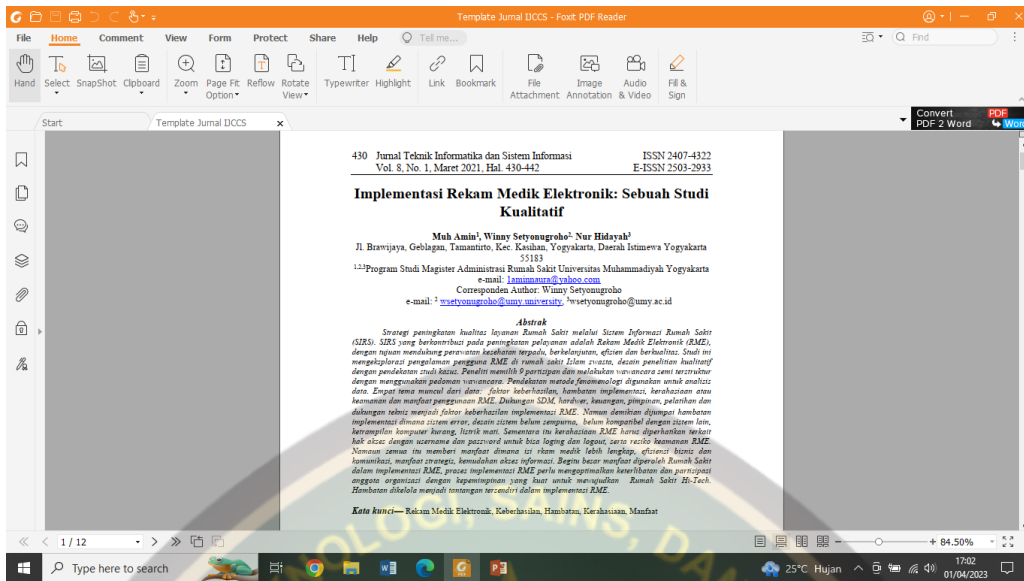 Template Jurnal IJCCS - Foxit PDF Reader
File Home Comment View Form Protect Share Help Tell me... Find
Hand Select SnapShot Clipboard Zoom Page Fit Option Reflow Rotate View Typewriter Highlight Link Bookmark File Attachment Image Annotation Audio & Video Fill & Sign
Start Template Jurnal IJCCS x
Convert PDF
PDF 2 Word Word
430 Jurnal Teknik Informatika dan Sistem Informasi ISSN 2407-4322
Vol. 8, No. 1, Maret 2021, Hal. 430-442 E-ISSN 2503-2933
Implementasi Rekam Medik Elektronik: Sebuah Studi
Kualitatif
Muh Amin1, Winny Setyonugroho2, Nur Hidayah3
Jl. Brawijaya, Geblagan, Tamantirto, Kec. Kasihan, Yogyakarta, Daerah Istimewa Yogyakarta
55183
1,2,3Program Studi Magister Administrasi Rumah Sakit Universitas Muhammadiyah Yogyakarta
e-mail: 1aminnaura@yahoo.com
Corresponden Author: Winny Setyonugroho
e-mail: 2 wsetyonugroho@umy.university, 3wsetyonugroho@umy.ac.id
Abstrak
Strategi peningkatan kualitas layanan Rumah Sakit melalui Sistem Informasi Rumah Sakit
(SIRS). SIRS yang berkontribusi pada peningkatan pelayanan adalah Rekam Medik Elektronik (RME),
dengan tujuan mendukung perawatan kesehatan terpadu, berkelanjutan, efisien dan berkualitas. Studi ini
mengeksplorasi pengalaman pengguna RME di rumah sakit Islam swasta, desain penelitian kualitatif
dengan pendekatan studi kasus. Peneliti memilih 9 partisipan dan melakukan wawancara semi terstruktur
dengan menggunakan pedoman wawancara. Pendekatan metode fenomenologi digunakan untuk analisis
data. Empat tema muncul dari data: faktor keberhasilan, hambatan implementasi, kerahasiaan atau
keamanan dan manfaat penggunaan RME. Dukungan SDM, hardwer, keuangan, pimpinan, pelatihan dan
dukungan teknis menjadi faktor keberhasilan implementasi RME. Namun demikian dijumpai hambatan
implementasi dimana sistem error, desain sistem belum sempurna, belum kompatibel dengan sistem lain,
ketrampilan komputer kurang, listrik mati. Sementara itu kerahasiaan RME harus diperhatikan terkait
hak akses dengan username dan password untuk bisa loging dan logout, serta resiko keamanan RME.
Namaun semua itu memberi manfaat dimana isi rkam medik lebih lengkap, efisiensi bisnis dan
komunikasi, manfaat strategis, kemudahan akses informasi. Begitu besar manfaat diperoleh Rumah Sakit
dalam implementasi RME, proses implementasi RME perlu mengoptimalkan keterlibatan dan partisipasi
anggota organisasi dengan kepemimpinan yang kuat untuk mewujudkan Rumah Sakit Hi-Tech.
Hambatan dikelola menjadi tantangan tersendiri dalam implementasi RME.
Kata kunci— Rekam Medik Elektronik, Keberhasilan, Hambatan, Kerahasiaan, Manfaat
NOLOGI, SAINS, DA
1 / 12 84.50%
Type here to search 25°C Hujan 17:02
01/04/2023